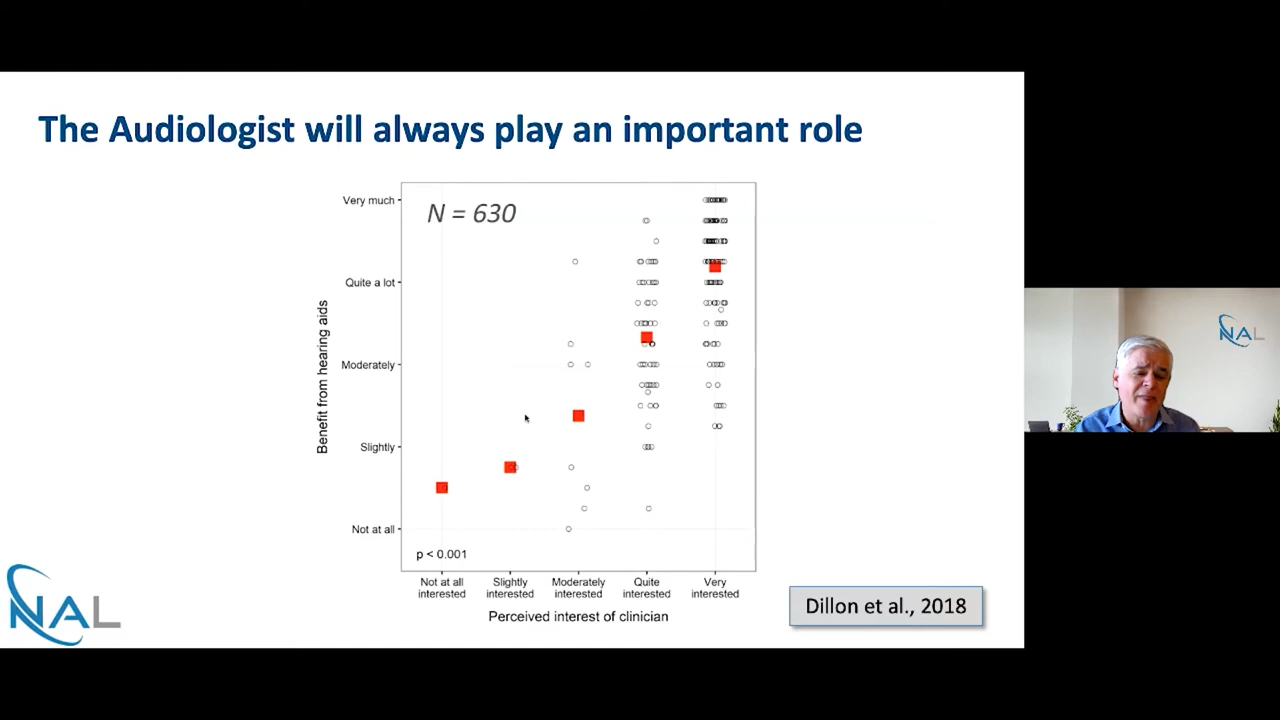 The Audiologist will always play an important role
N = 630
Very much
Quite a lot
Moderately
Slightly
Not at all
Benefit from hearing aids
p < 0.001
Not at all
interested
Slightly
interested
Moderately
interested
Quite
interested
Very
interested
Perceived interest of clinician
Dillon et al., 2018
NAL
NAL